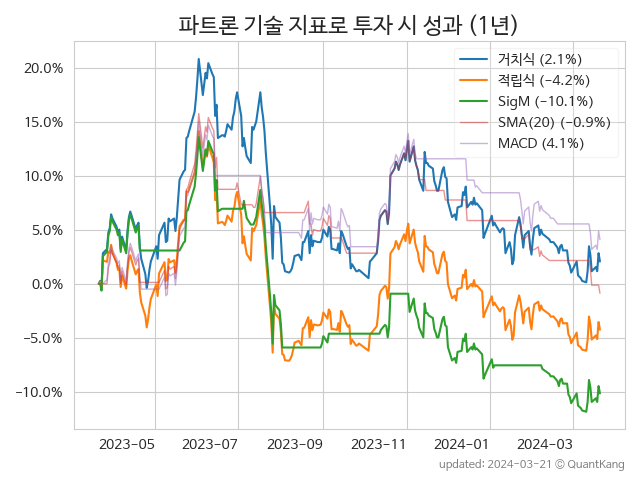 파트론 기술 지표로 투자 시 성과 (1년)
거치식 (2.1%)
적립식 (−4.2%)
SigM (−10.1%)
SMA(20) (−0.9%)
MACD (4.1%)
20.0%
15.0%
10.0%
5.0%
0.0%
−5.0%
−10.0%
2023-05 2023-07 2023-09 2023-11 2024-01 2024-03
updated: 2024-03-21 ⓒ QuantKang